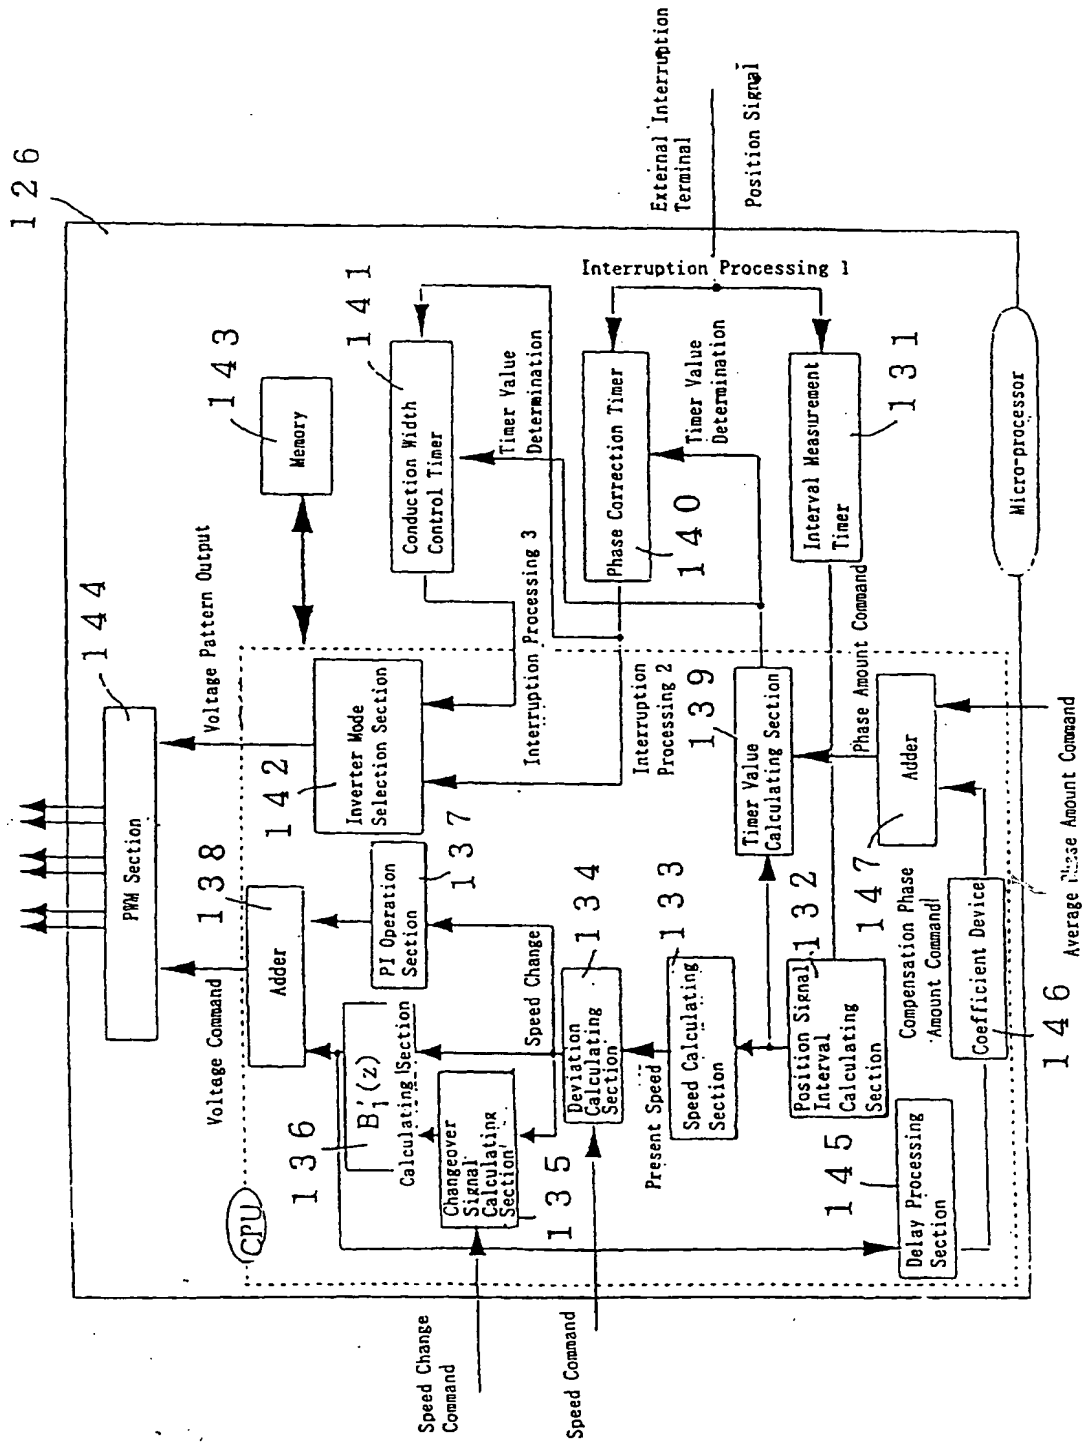 126
144
143
141
PWM Section
Voltage Pattern Output
Memory
Voltage Command
138
142
Conduction Width
Control Timer
Timer Value
Determination
Adder
Inverter Mode
Selection Section
Interruption Processing 3
CPU
136
B₁'(z)
Calculating Section
PI Operation
Section
137
Phase Correction Timer
140
Timer Value
Determination
Interruption Processing 1
External Interruption
Terminal
Position Signal
Speed Change
Command
Changeover
Signal
Calculating
Section
135
Speed Change
Interruption
Processing 2
Speed Command
Deviation
Calculating
Section
134
Present Speed
139
Timer Value
Calculating Section
Interval Measurement
Timer
131
Speed Calculating
Section
133
Phase Amount Command
Position Signal
Interval
Calculating
Section
132
145
Delay Processing
Section
147
Adder
Compensation Phase
Amount Command
Coefficient Device
146
Average Phase Amount Command
Micro-processor